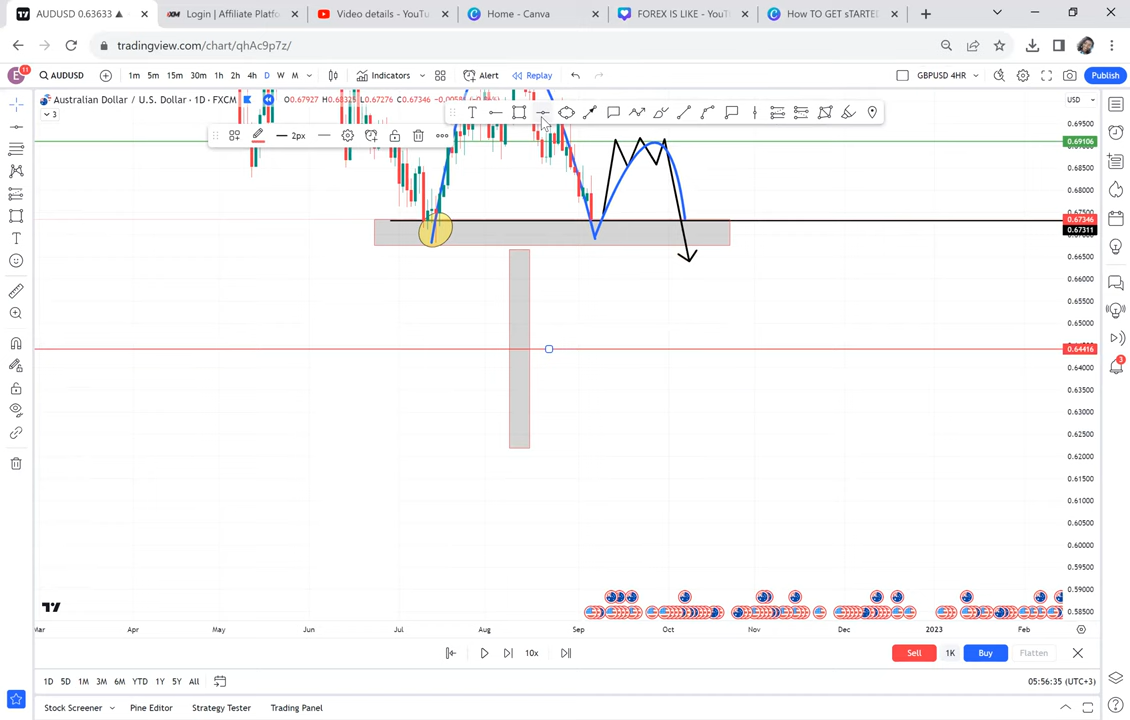 AUDUSD 0.63633 ▲
Login | Affiliate Platfo
Video details - YouTu
Home - Canva
FOREX IS LIKE - YouT
How TO GET sTARTE
tradingview.com/chart/qhAc9p7z/
E
11
AUDUSD
1m 5m 15m 30m 1h 2h 4h D W M
Indicators
Alert
Replay
GBPUSD 4HR
Publish
Australian Dollar / U.S. Dollar · 1D · FXCM
O0.67927 H0.68325 L0.67276 C0.67346
USD
3
2px
0.69106
0.68500
0.68000
0.67500
0.67346
0.67311
0.66500
0.66000
0.65500
0.65000
0.64416
0.64000
0.63500
0.63000
0.62500
0.62000
0.61500
0.61000
0.60500
0.60000
0.59500
0.59000
0.58500
3
Mar Apr May Jun Jul Aug Sep Oct Nov Dec 2023 Feb
10x
Sell 1K Buy Flatten
1D 5D 1M 3M 6M YTD 1Y 5Y All
05:56:35 (UTC+3)
Stock Screener Pine Editor Strategy Tester Trading Panel